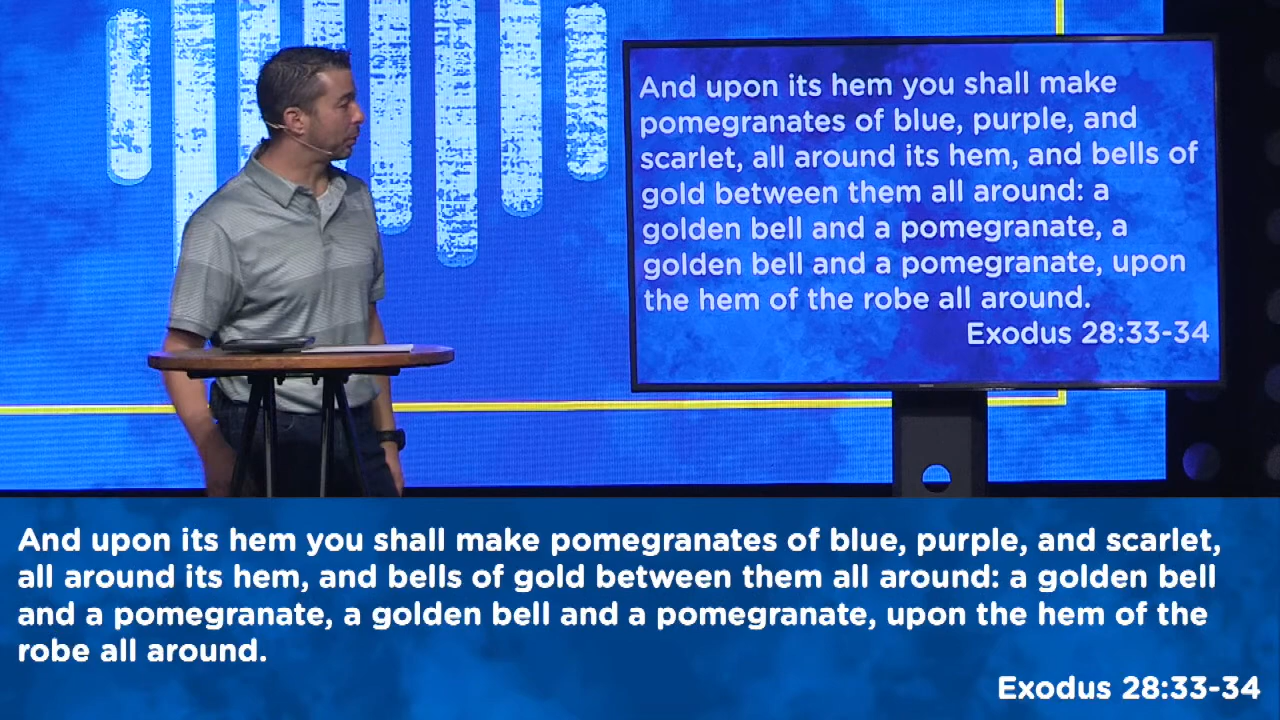 And upon its hem you shall make
pomegranates of blue, purple, and
scarlet, all around its hem, and bells of
gold between them all around: a
golden bell and a pomegranate, a
golden bell and a pomegranate, upon
the hem of the robe all around.
Exodus 28:33-34
And upon its hem you shall make pomegranates of blue, purple, and scarlet,
all around its hem, and bells of gold between them all around: a golden bell
and a pomegranate, a golden bell and a pomegranate, upon the hem of the
robe all around.
Exodus 28:33-34